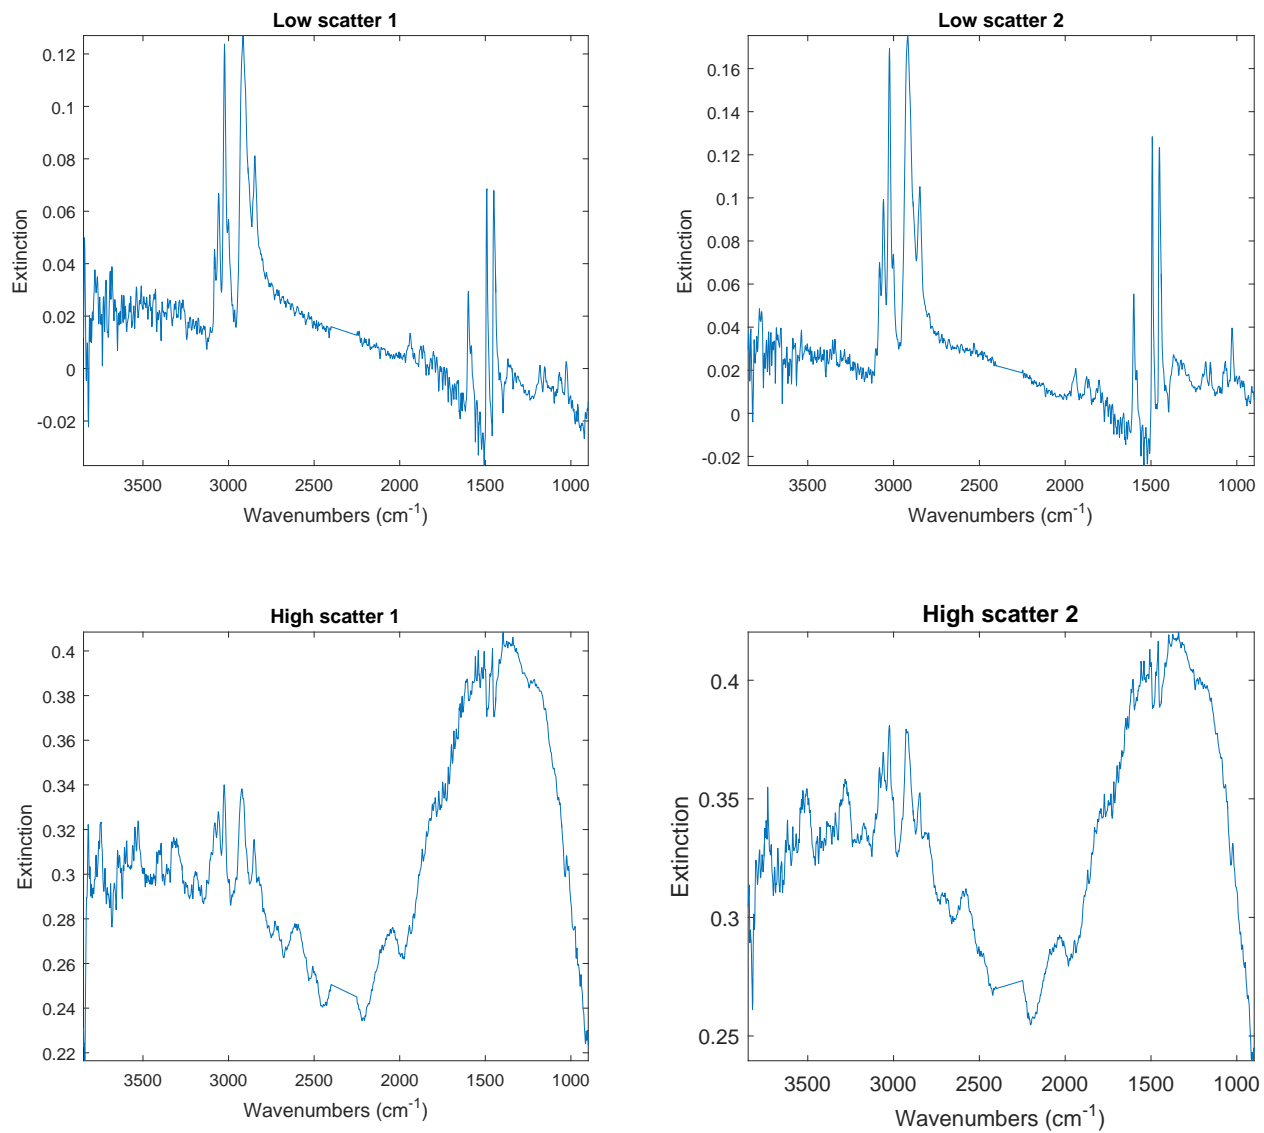 Low scatter 1
Extinction
0.12
0.1
0.08
0.06
0.04
0.02
0
-0.02
3500 3000 2500 2000 1500 1000
Wavenumbers (cm⁻¹)
Low scatter 2
Extinction
0.16
0.14
0.12
0.1
0.08
0.06
0.04
0.02
0
-0.02
3500 3000 2500 2000 1500 1000
Wavenumbers (cm⁻¹)
High scatter 1
Extinction
0.4
0.38
0.36
0.34
0.32
0.3
0.28
0.26
0.24
0.22
3500 3000 2500 2000 1500 1000
Wavenumbers (cm⁻¹)
High scatter 2
Extinction
0.4
0.35
0.3
0.25
3500 3000 2500 2000 1500 1000
Wavenumbers (cm⁻¹)